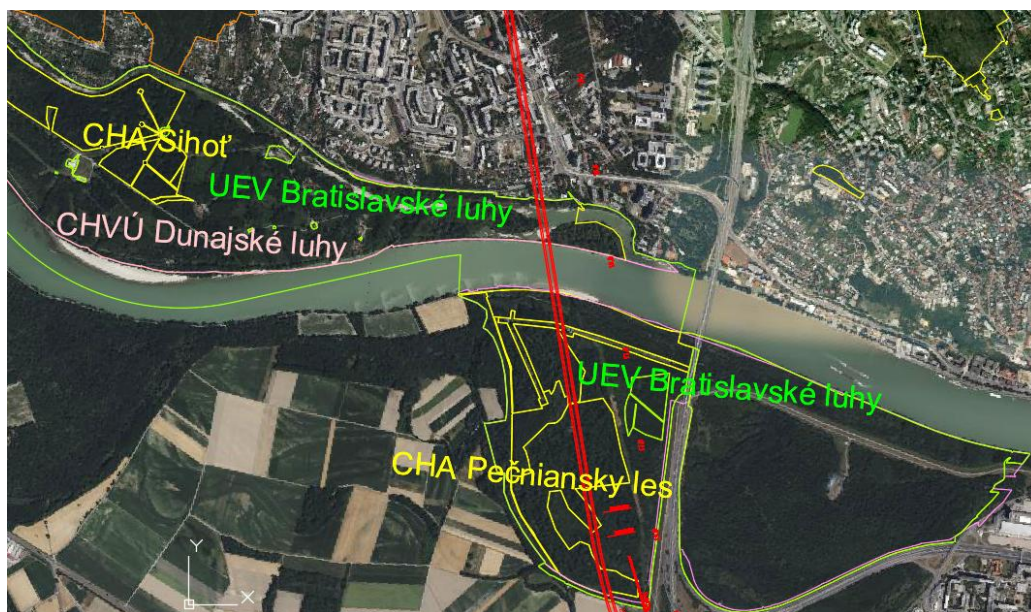 CHA Sihoť
UEV Bratislavské luhy
CHVÚ Dunajské luhy
UEV Bratislavské luhy
CHA Pečniansky les
Y
X